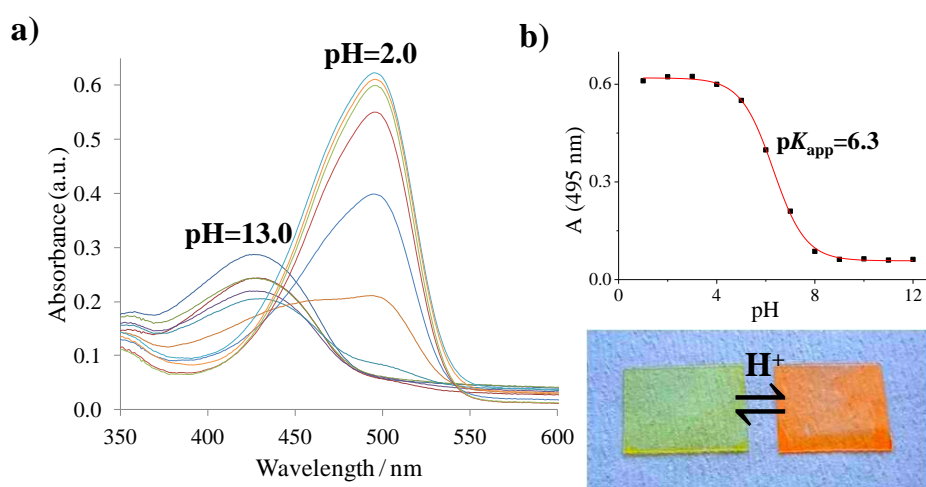 a)
pH=2.0
pH=13.0
Absorbance (a.u.)
0.7
0.6
0.5
0.4
0.3
0.2
0.1
0.0
350 400 450 500 550 600
Wavelength / nm
b)
pKapp=6.3
A (495 nm)
0.6
0.3
0.0
0 4 8 12
pH
H⁺